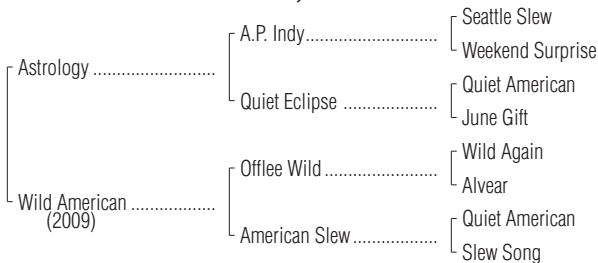 Seattle Slew
A.P. Indy....................................
Weekend Surprise
Astrology ............................
Quiet American
Quiet Eclipse .........................
June Gift
Wild Again
Offlee Wild..............................
Alvear
Wild American ...................
(2009)
Quiet American
American Slew....................
Slew Song